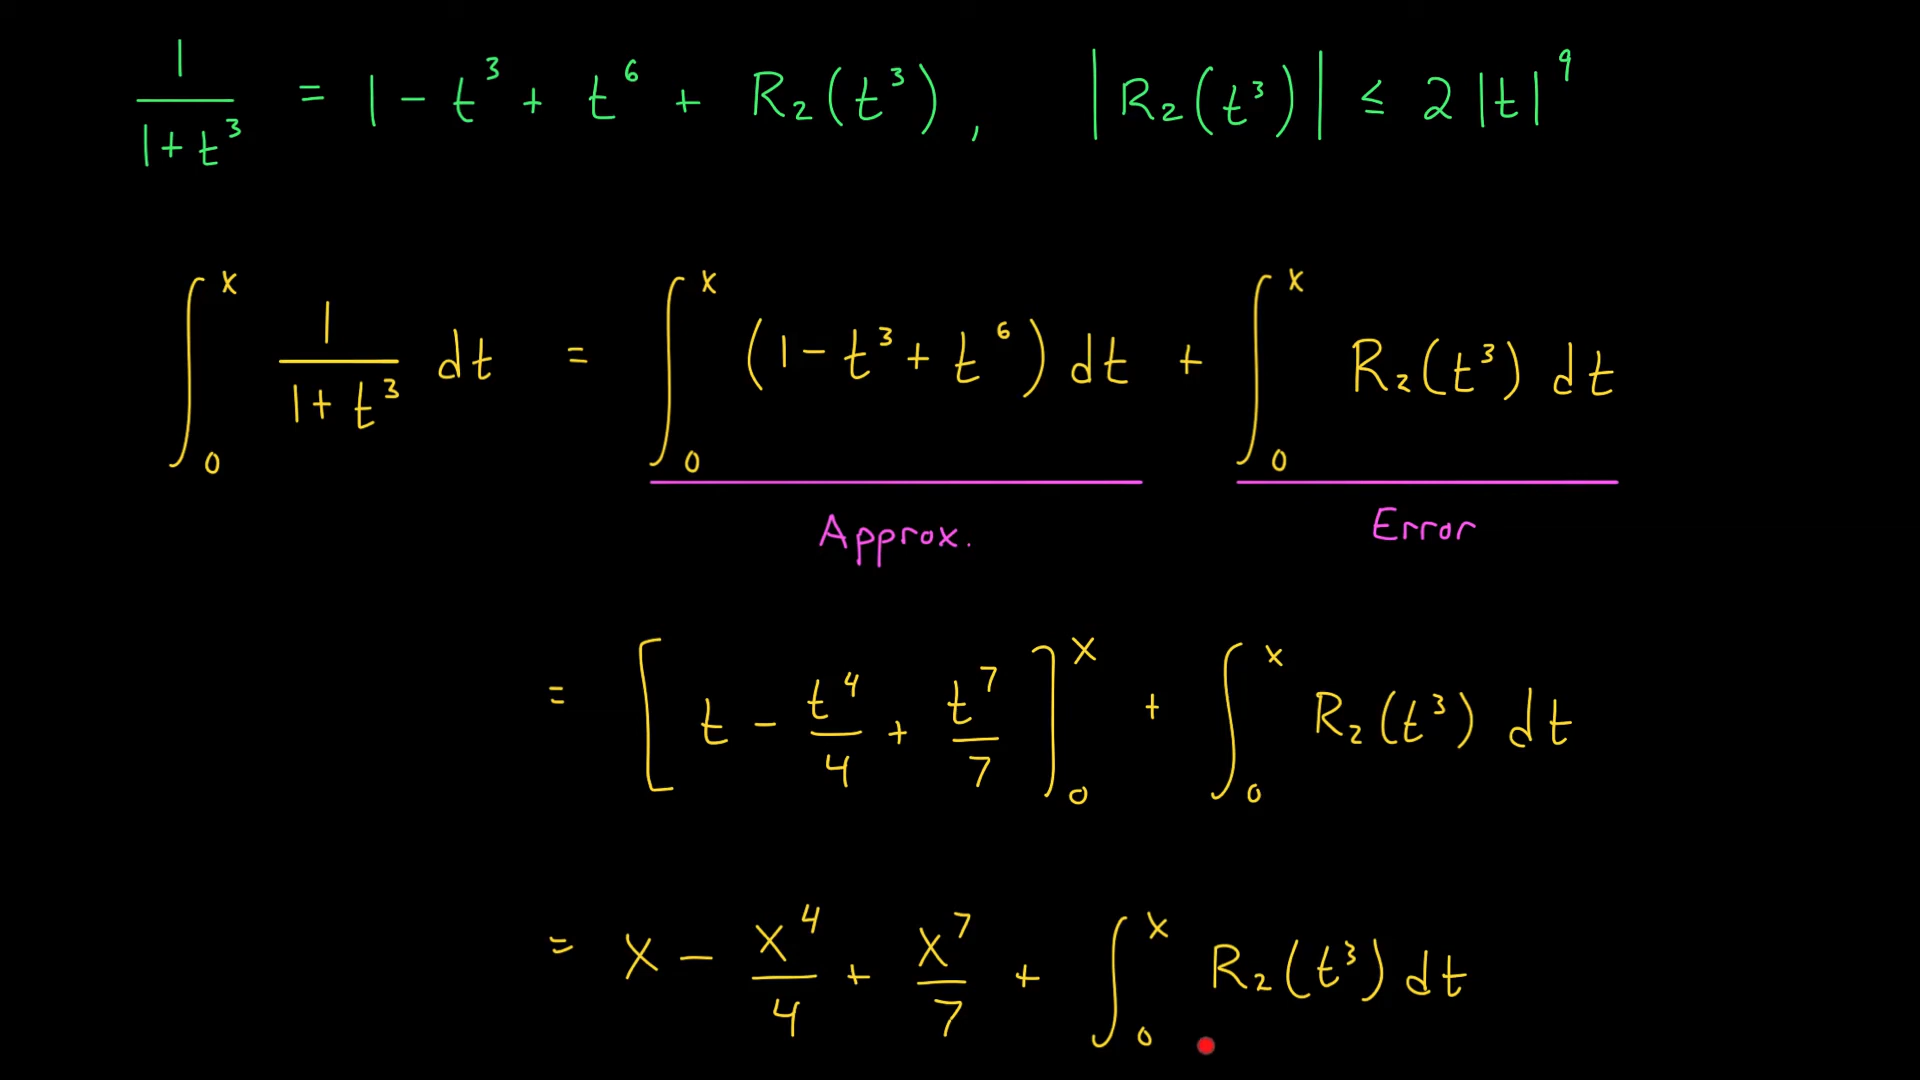 1/(1+t³) = 1 − t³ + t⁶ + R₂(t³), |R₂(t³)| ≤ 2|t|⁹
∫₀ˣ 1/(1+t³) dt = ∫₀ˣ (1 − t³ + t⁶) dt + ∫₀ˣ R₂(t³) dt
Approx. Error
= [t − t⁴/4 + t⁷/7]₀ˣ + ∫₀ˣ R₂(t³) dt
= x − x⁴/4 + x⁷/7 + ∫₀ˣ R₂(t³) dt